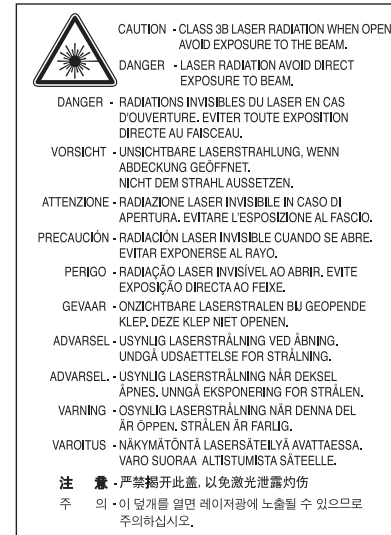 CAUTION - CLASS 3B LASER RADIATION WHEN OPEN
AVOID EXPOSURE TO THE BEAM.
DANGER - LASER RADIATION AVOID DIRECT
EXPOSURE TO BEAM.
DANGER - RADIATIONS INVISIBLES DU LASER EN CAS
D'OUVERTURE. EVITER TOUTE EXPOSITION
DIRECTE AU FAISCEAU.
VORSICHT - UNSICHTBARE LASERSTRAHLUNG, WENN
ABDECKUNG GEÖFFNET.
NICHT DEM STRAHL AUSSETZEN.
ATTENZIONE - RADIAZIONE LASER INVISIBILE IN CASO DI
APERTURA. EVITARE L'ESPOSIZIONE AL FASCIO.
PRECAUCIÓN - RADIACIÓN LASER INVISIBLE CUANDO SE ABRE.
EVITAR EXPONERSE AL RAYO.
PERIGO - RADIAÇÃO LASER INVISÍVEL AO ABRIR. EVITE
EXPOSIÇÃO DIRECTA AO FEIXE.
GEVAAR - ONZICHTBARE LASERSTRALEN BIJ GEOPENDE
KLEP. DEZE KLEP NIET OPENEN.
ADVARSEL - USYNLIG LASERSTRÅLNING VED ÅBNING.
UNDGÅ UDSAETTELSE FOR STRÅLNING.
ADVARSEL. - USYNLIG LASERSTRÅLNING NÅR DEKSEL
ÅPNES. UNNGÅ EKSPONERING FOR STRÅLEN.
VARNING - OSYNLIG LASERSTRÅLNING NÄR DENNA DEL
ÄR ÖPPEN. STRÅLEN ÄR FARLIG.
VAROITUS - NÄKYMÄTÖNTÄ LASERSÄTEILYÄ AVATTAESSA.
VARO SUORAA ALTISTUMISTA SÄTEELLE.
注 意 - 严禁揭开此盖, 以免激光泄露灼伤
주 의 - 이 덮개를 열면 레이저광에 노출될 수 있으므로
주의하십시오.